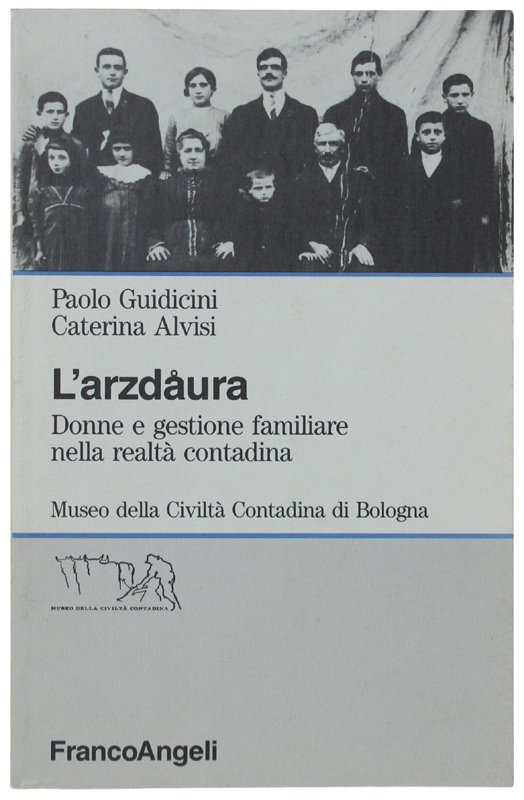 Paolo Guidicini
Caterina Alvisi
L'arzdåura
Donne e gestione familiare
nella realtà contadina
Museo della Civiltà Contadina di Bologna
MUSEO DELLA CIVILTÀ CONTADINA
FrancoAngeli